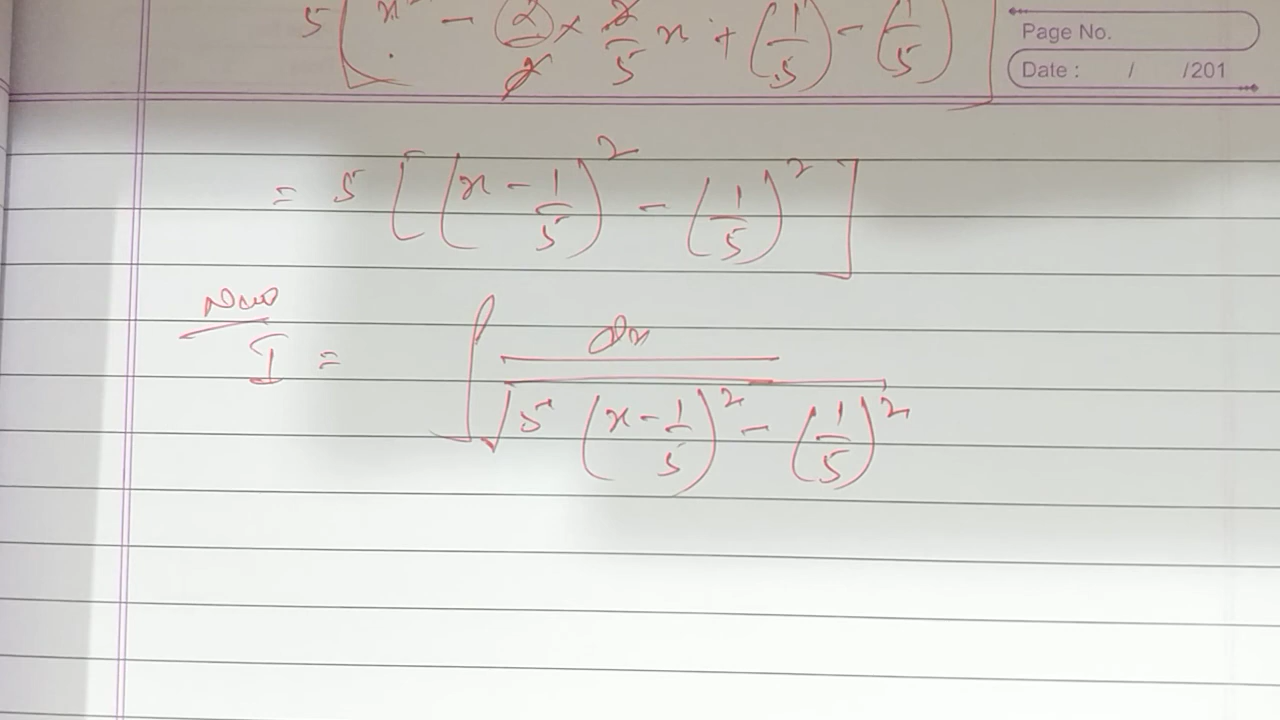 5[x² - 2/2 × 2/5 x + (1/5) - (1/5)]
Page No.
Date : / /201
= 5 [(x - 1/5)² - (1/5)²]
Now
I = ∫ dx / √5 (x - 1/5)² - (1/5)²